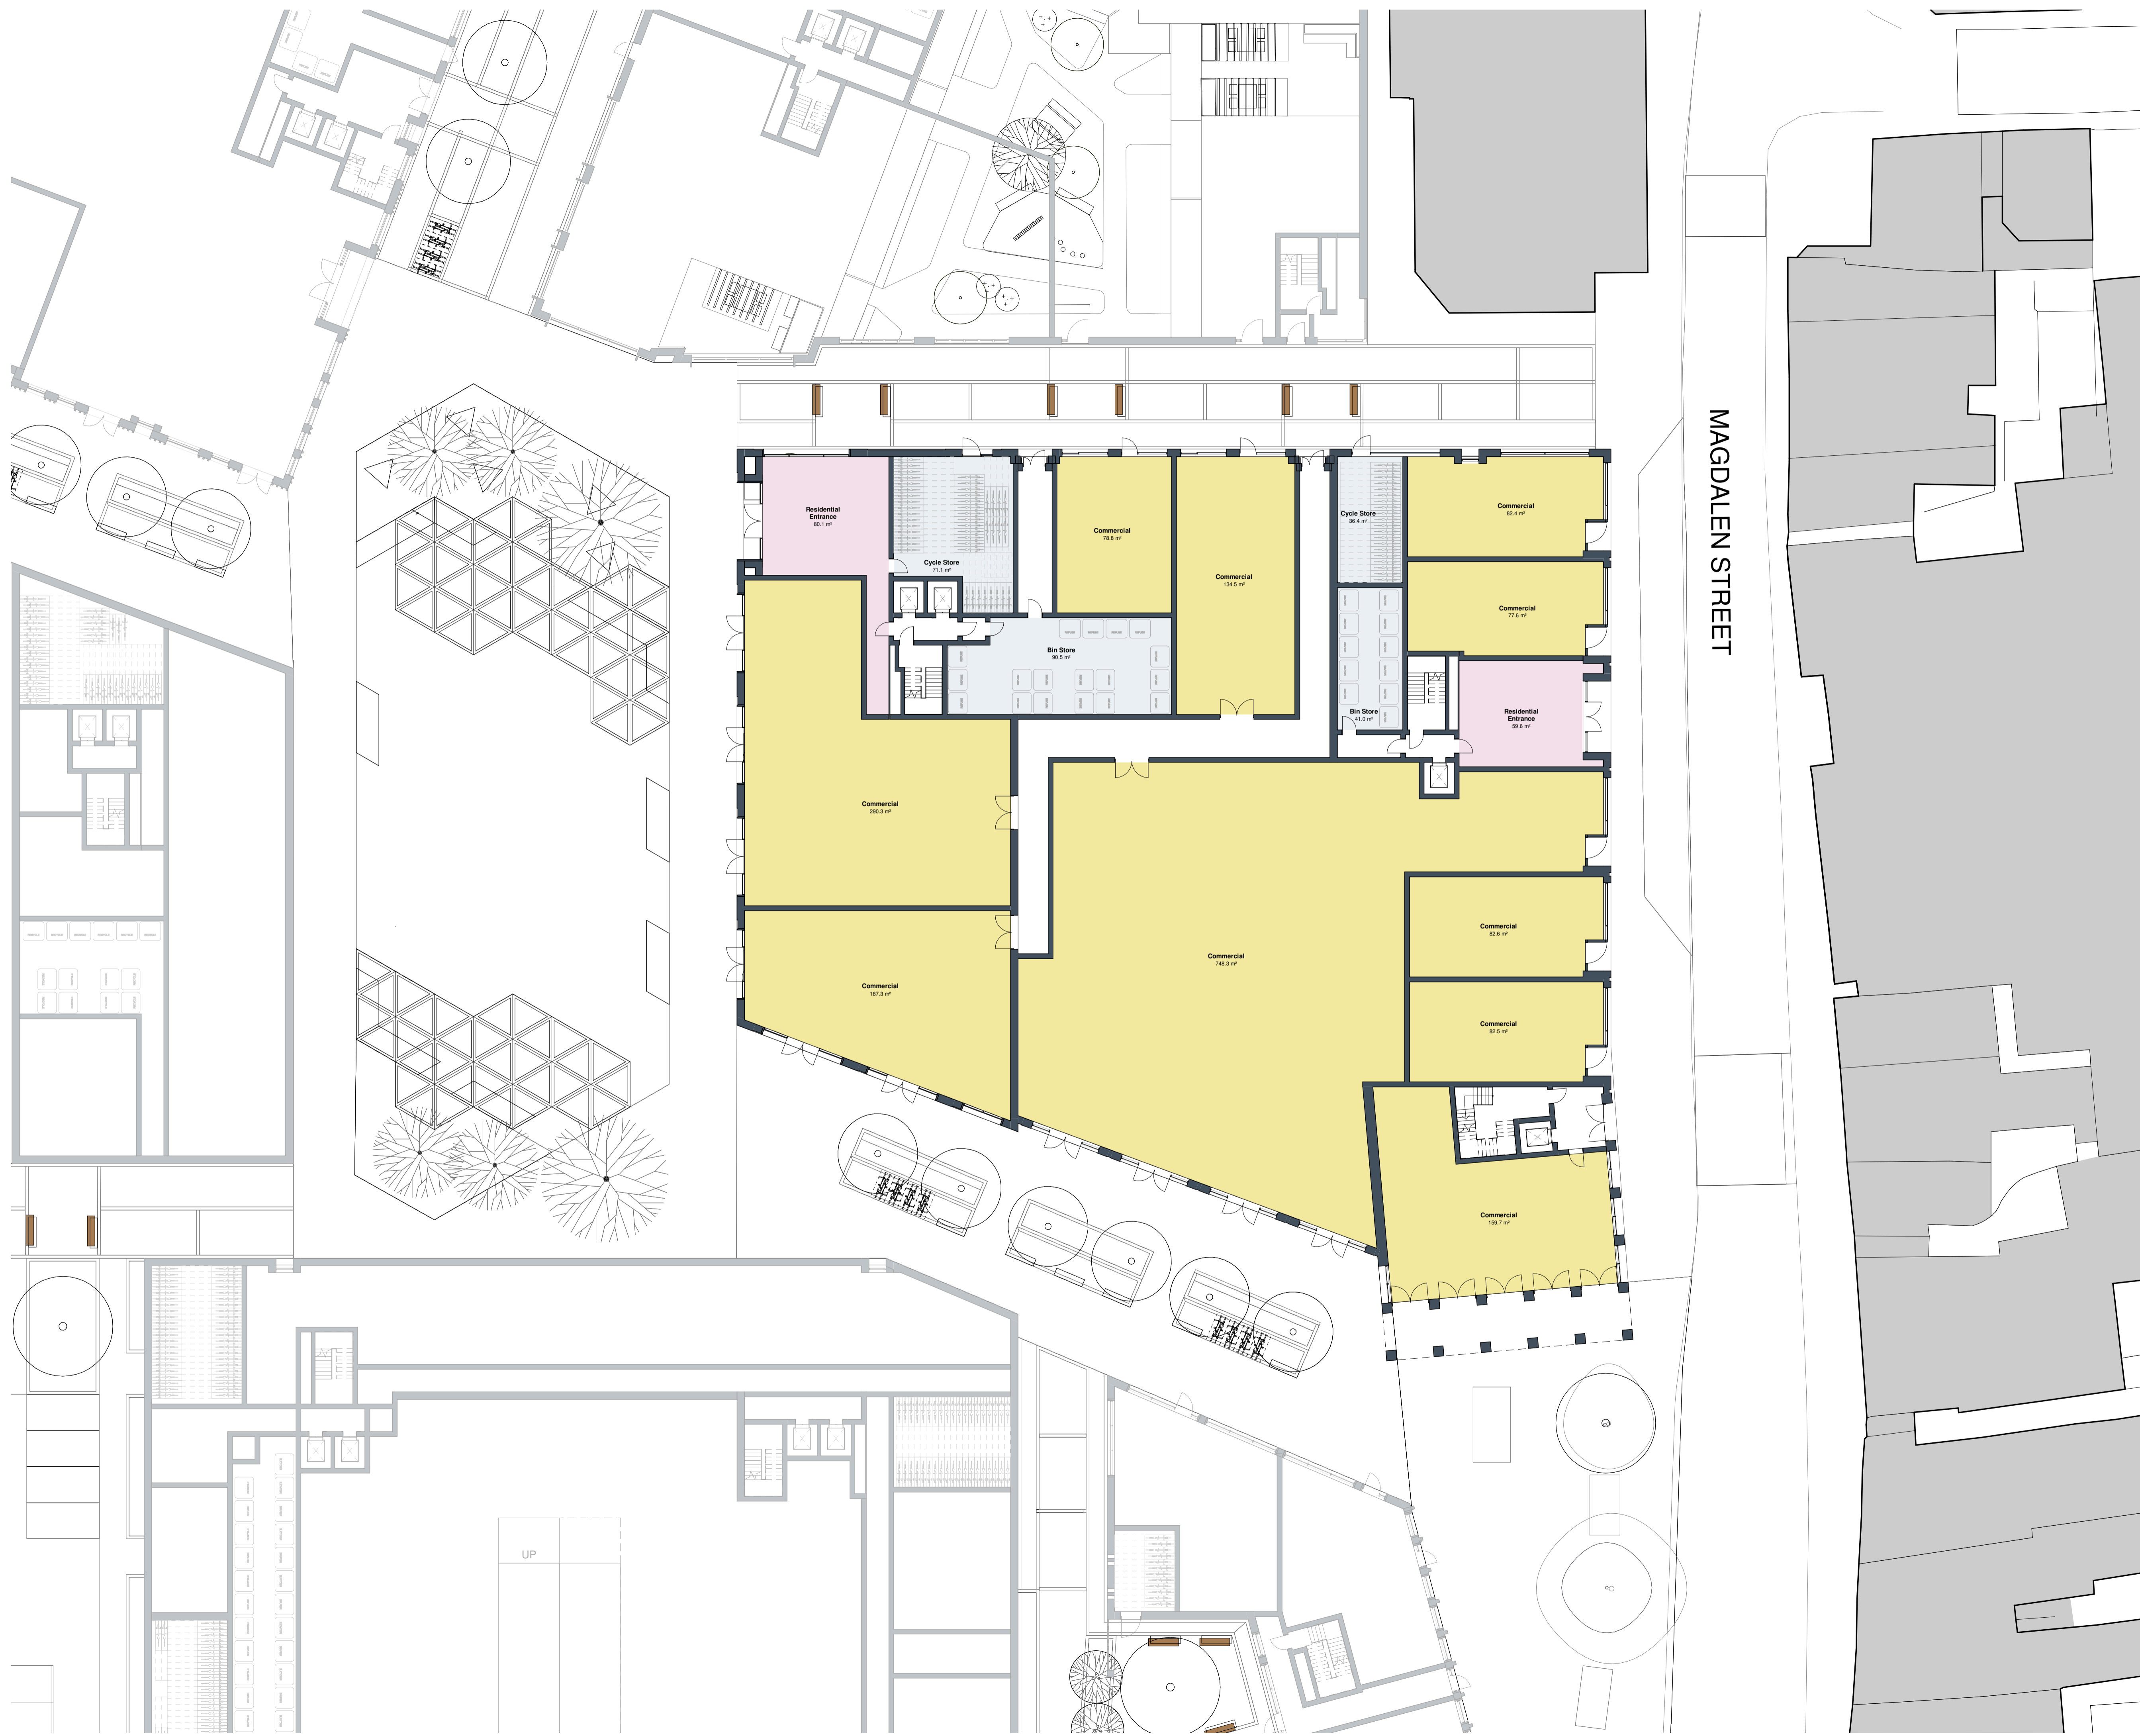 MAGDALEN STREET
Residential
Entrance
80.1 m²
Cycle Store
71.1 m²
Commercial
78.8 m²
Commercial
134.5 m²
Cycle Store
36.4 m²
Commercial
82.4 m²
Commercial
77.6 m²
Bin Store
90.5 m²
Bin Store
41.0 m²
Residential
Entrance
59.6 m²
Commercial
290.3 m²
Commercial
748.3 m²
Commercial
82.6 m²
Commercial
187.3 m²
Commercial
82.5 m²
Commercial
159.7 m²
UP